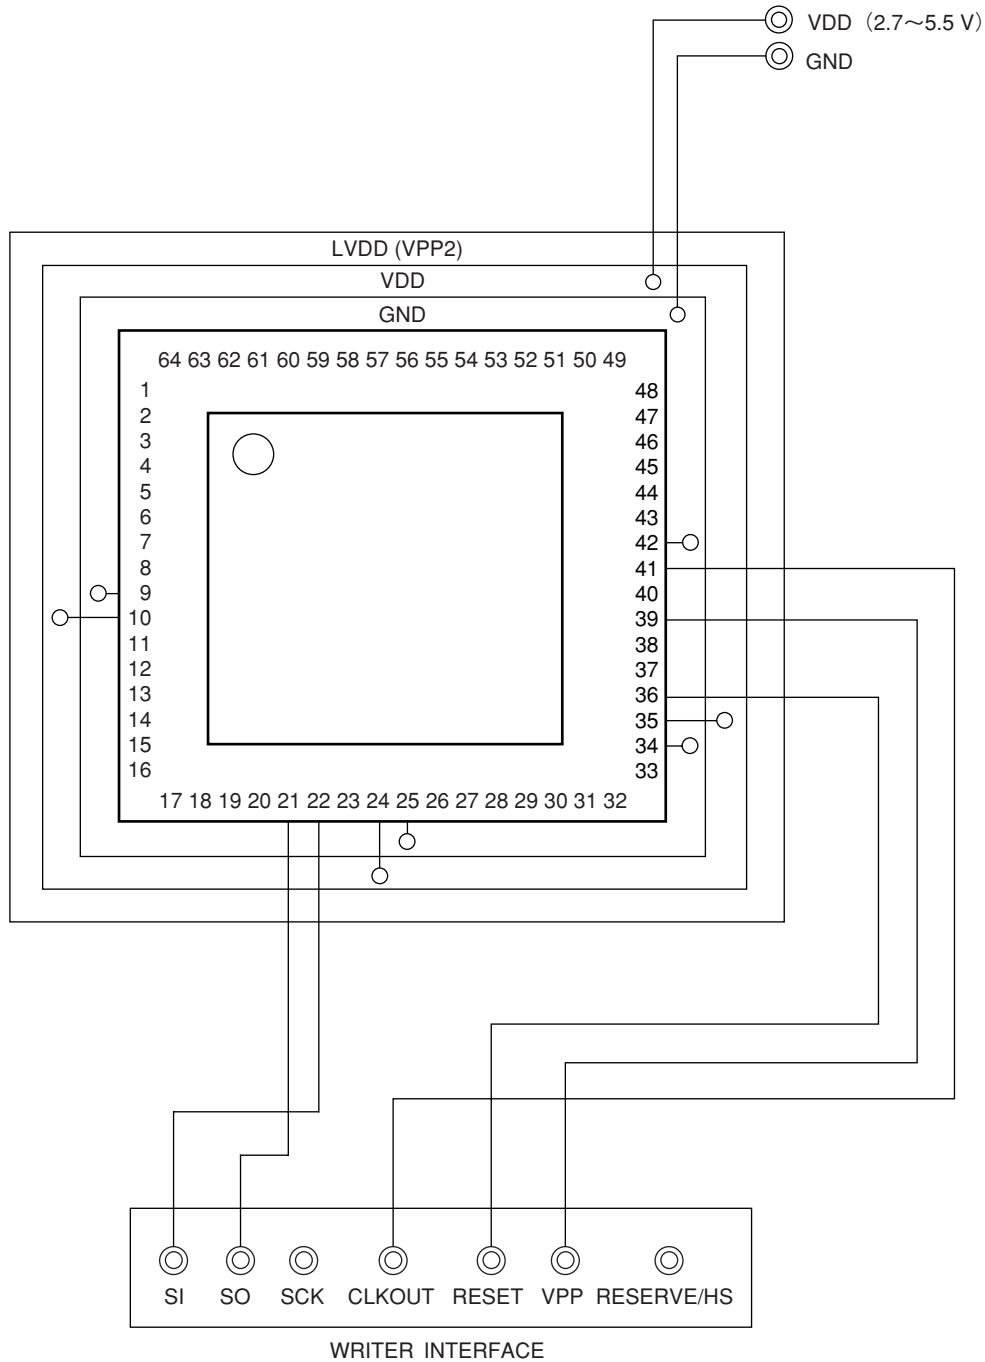 VDD（2.7～5.5 V）
GND
LVDD (VPP2)
VDD
GND
64 63 62 61 60 59 58 57 56 55 54 53 52 51 50 49
1 48
2 47
3 46
4 45
5 44
6 43
7 42
8 41
9 40
10 39
11 38
12 37
13 36
14 35
15 34
16 33
17 18 19 20 21 22 23 24 25 26 27 28 29 30 31 32
SI SO SCK CLKOUT RESET VPP RESERVE/HS
WRITER INTERFACE